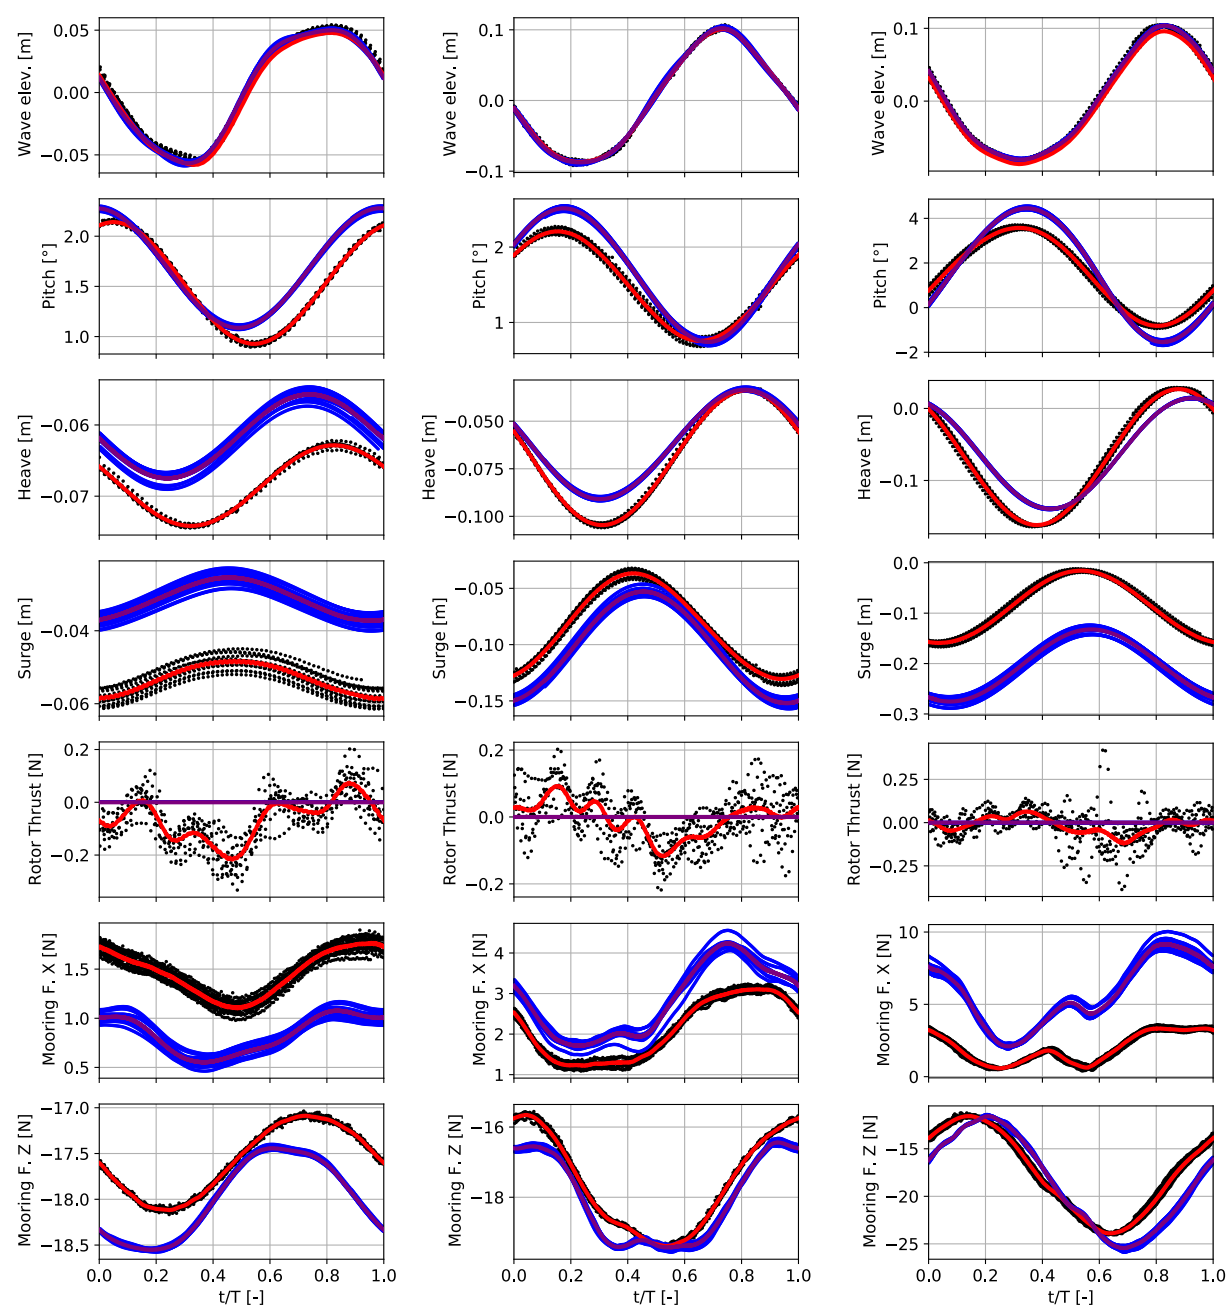 Wave elev. [m] 0.05 0.00 −0.05
Wave elev. [m] 0.1 0.0 −0.1
Wave elev. [m] 0.1 0.0
Pitch [°] 2.0 1.5 1.0
Pitch [°] 2 1
Pitch [°] 4 2 0 −2
Heave [m] −0.06 −0.07
Heave [m] −0.050 −0.075 −0.100
Heave [m] 0.0 −0.1
Surge [m] −0.04 −0.06
Surge [m] −0.05 −0.10 −0.15
Surge [m] 0.0 −0.1 −0.2 −0.3
Rotor Thrust [N] 0.2 0.0 −0.2
Rotor Thrust [N] 0.2 0.0 −0.2
Rotor Thrust [N] 0.25 0.00 −0.25
Mooring F. X [N] 1.5 1.0 0.5
Mooring F. X [N] 4 3 2 1
Mooring F. X [N] 10 5 0
Mooring F. Z [N] −17.0 −17.5 −18.0 −18.5
Mooring F. Z [N] −16 −18
Mooring F. Z [N] −15 −20 −25
0.0 0.2 0.4 0.6 0.8 1.0
t/T [-]
0.0 0.2 0.4 0.6 0.8 1.0
t/T [-]
0.0 0.2 0.4 0.6 0.8 1.0
t/T [-]